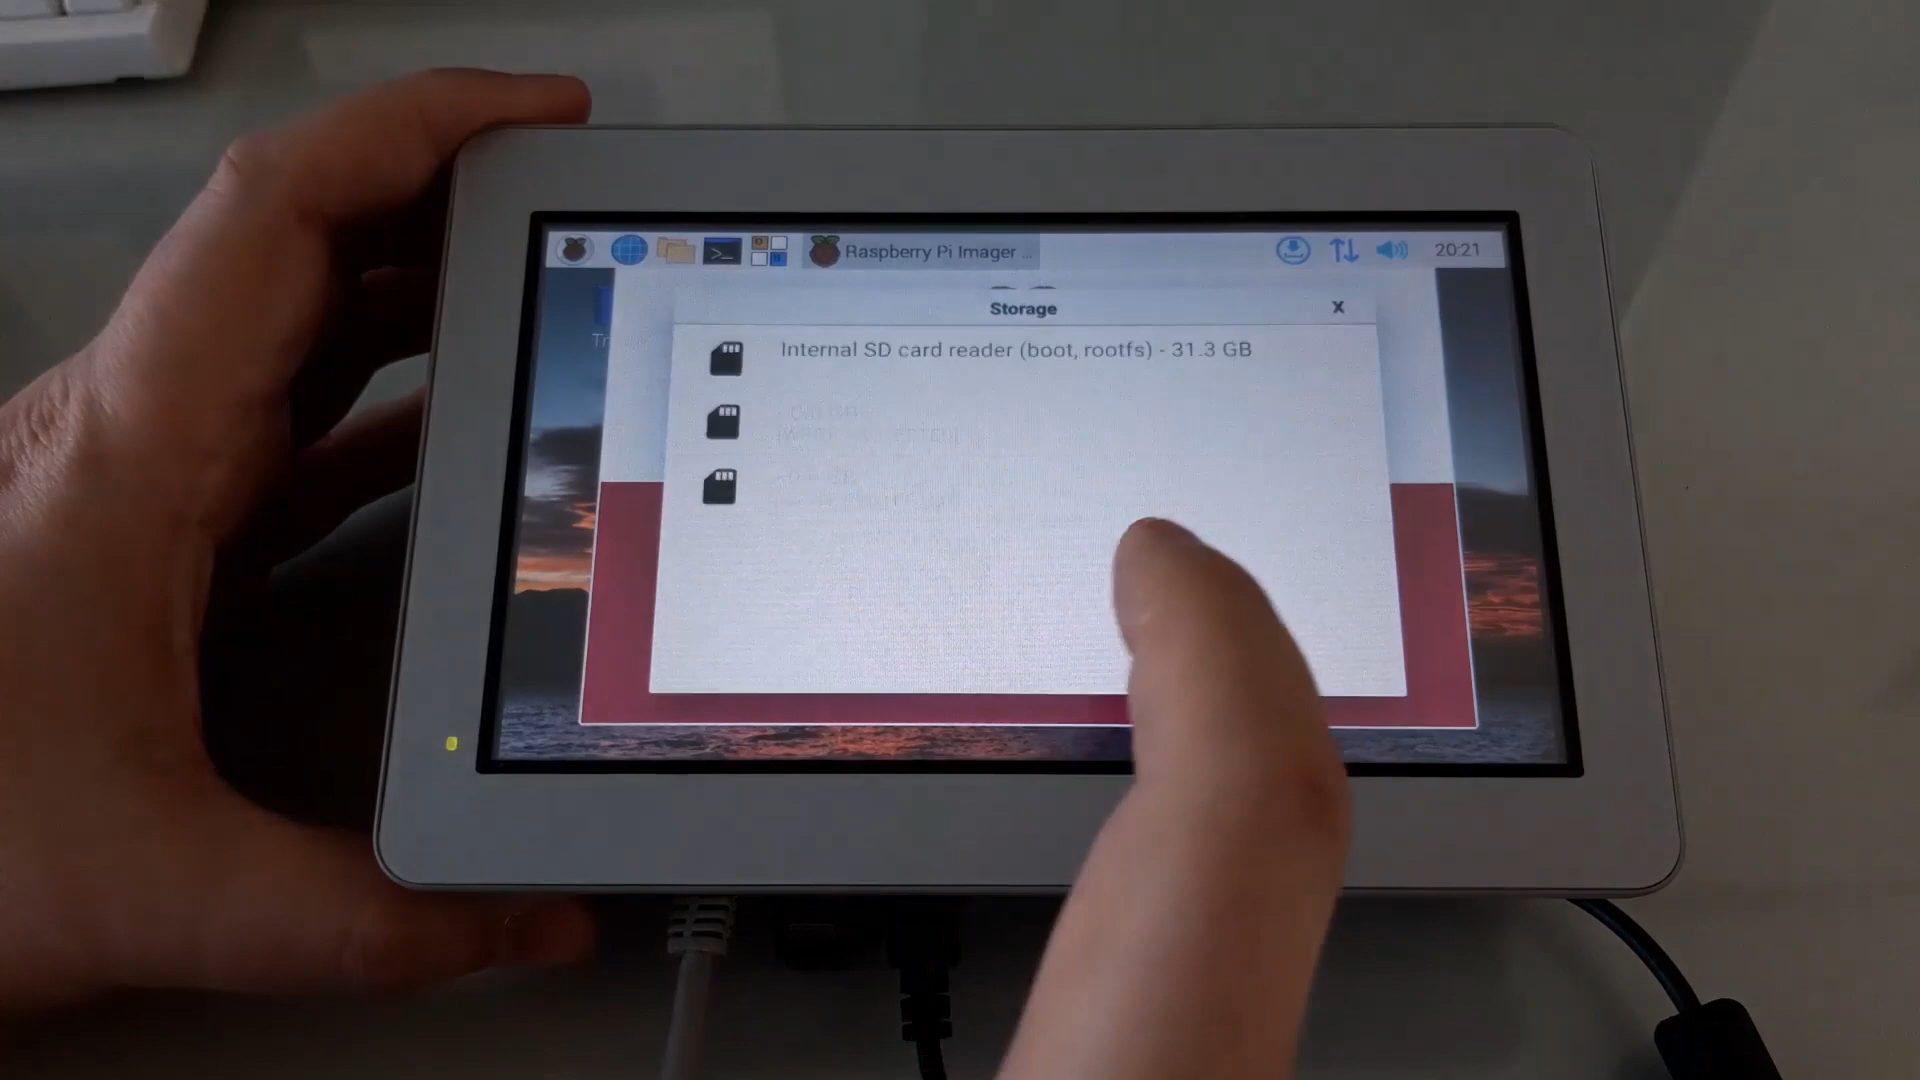 Raspberry Pi Imager ...
20:21
Storage
X
Internal SD card reader (boot, rootfs) - 31.3 GB